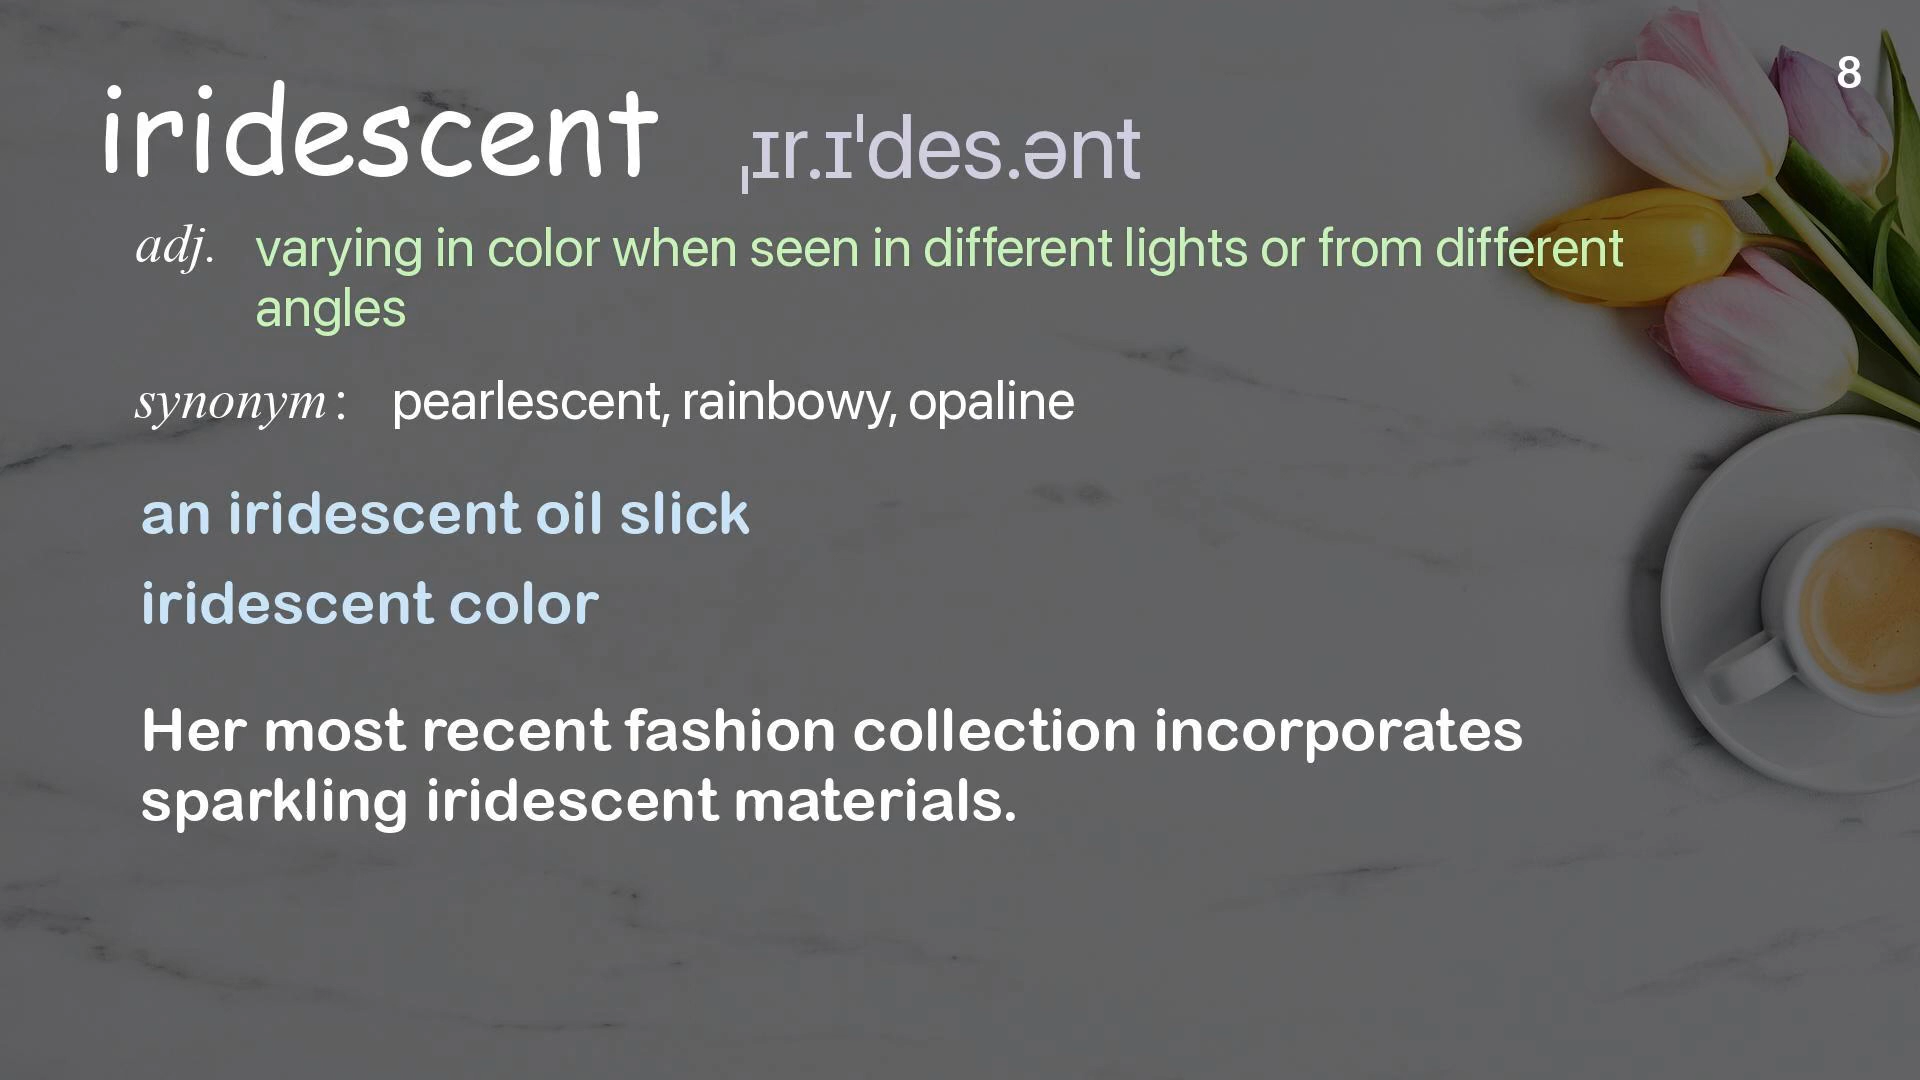 8
iridescent ˌɪr.ɪˈdes.ənt
adj. varying in color when seen in different lights or from different
angles
synonym : pearlescent, rainbowy, opaline
an iridescent oil slick
iridescent color
Her most recent fashion collection incorporates
sparkling iridescent materials.